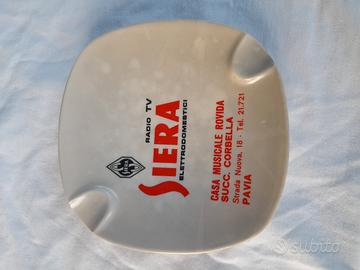 RADIO TV
SIERA
ELETTRODOMESTICI
CASA MUSICALE ROVIDA
SUCC. CORBELLA
Strada Nuova, 18 - Tel. 21.721
PAVIA
subito